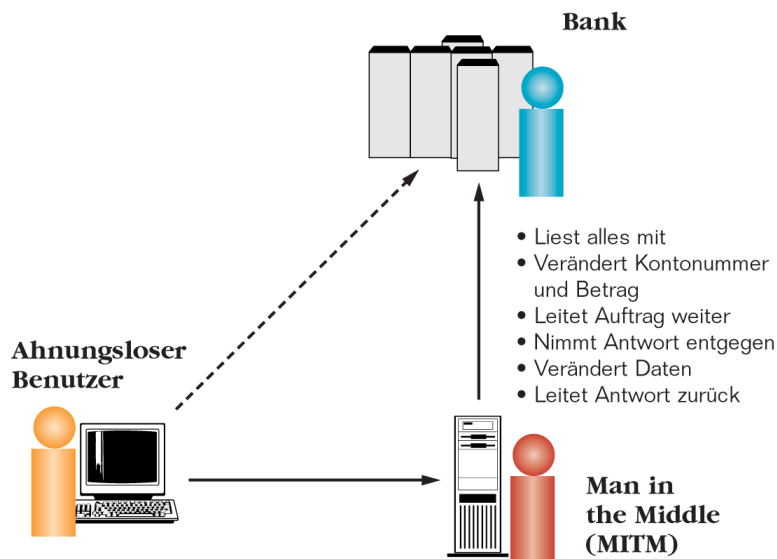 Bank
• Liest alles mit
• Verändert Kontonummer
und Betrag
• Leitet Auftrag weiter
• Nimmt Antwort entgegen
• Verändert Daten
• Leitet Antwort zurück
Ahnungsloser
Benutzer
Man in
the Middle
(MITM)